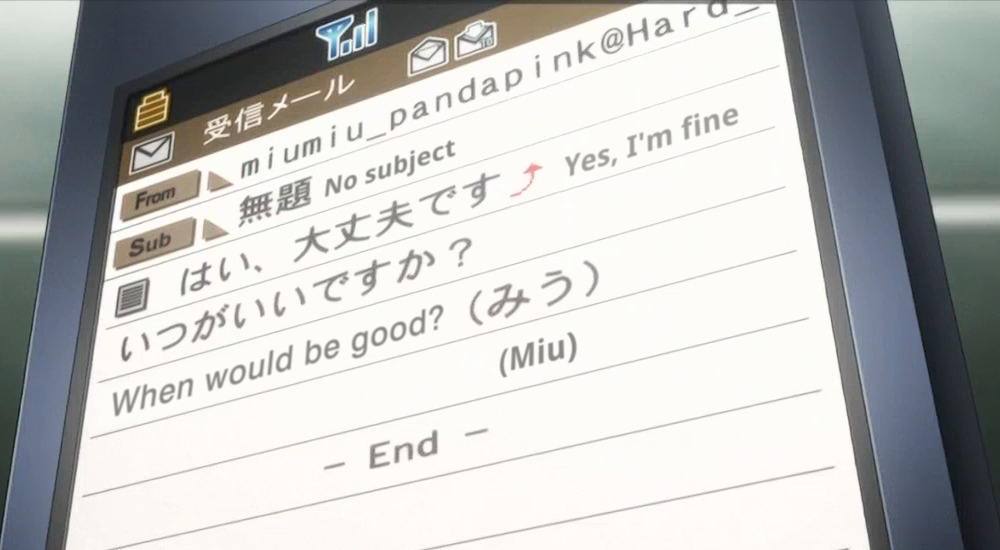 受信メール
From miumiu_pandapink@Hard_
Sub 無題 No subject
はい、大丈夫です Yes, I'm fine
いつがいいですか？
When would be good? (みう)
(Miu)
− End −